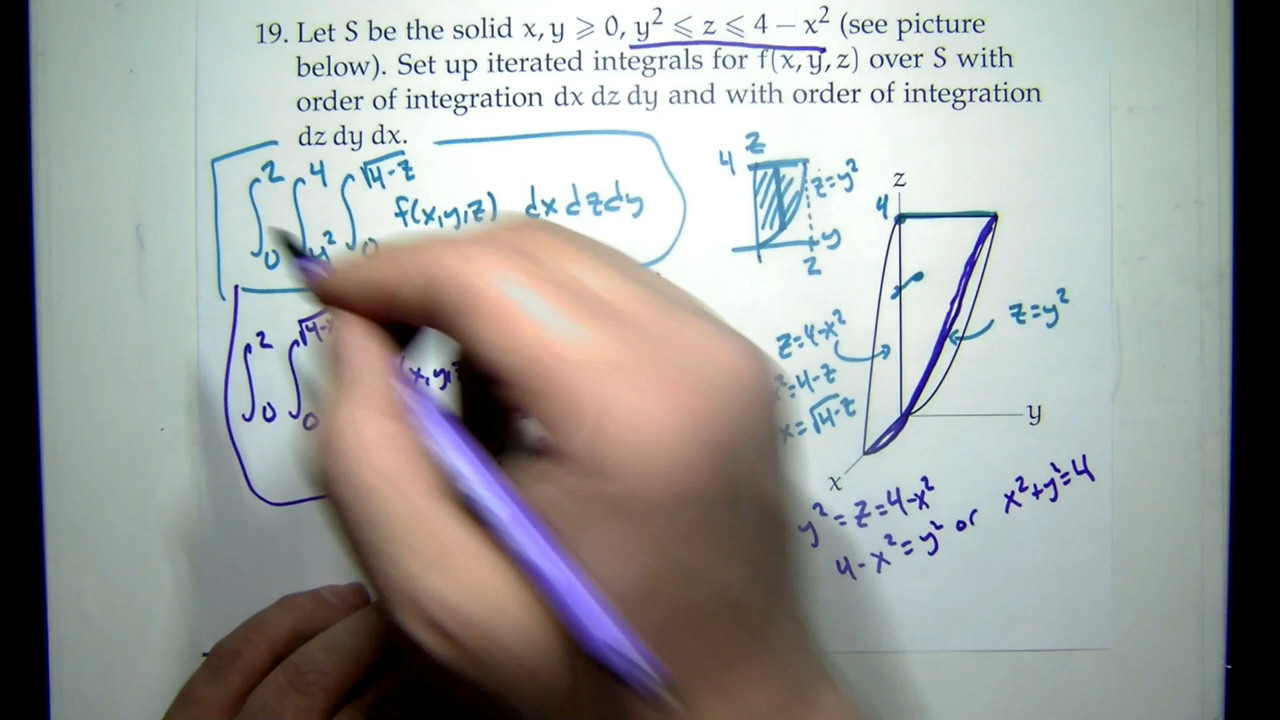 19. Let S be the solid x, y ⩾ 0, y² ⩽ z ⩽ 4 − x² (see picture
below). Set up iterated integrals for f(x, y, z) over S with
order of integration dx dz dy and with order of integration
dz dy dx.
∫₀² ∫_{y²}^4 ∫₀^{√4-z} f(x,y,z) dx dz dy
4 z
z=y²
y
2
z
4
z=y²
z=4-x²
=4-z
x=√4-z
y
x
∫₀² ∫₀^{√4-x
(x,y,z
y²=z=4-x²
4-x²=y² or x²+y²=4